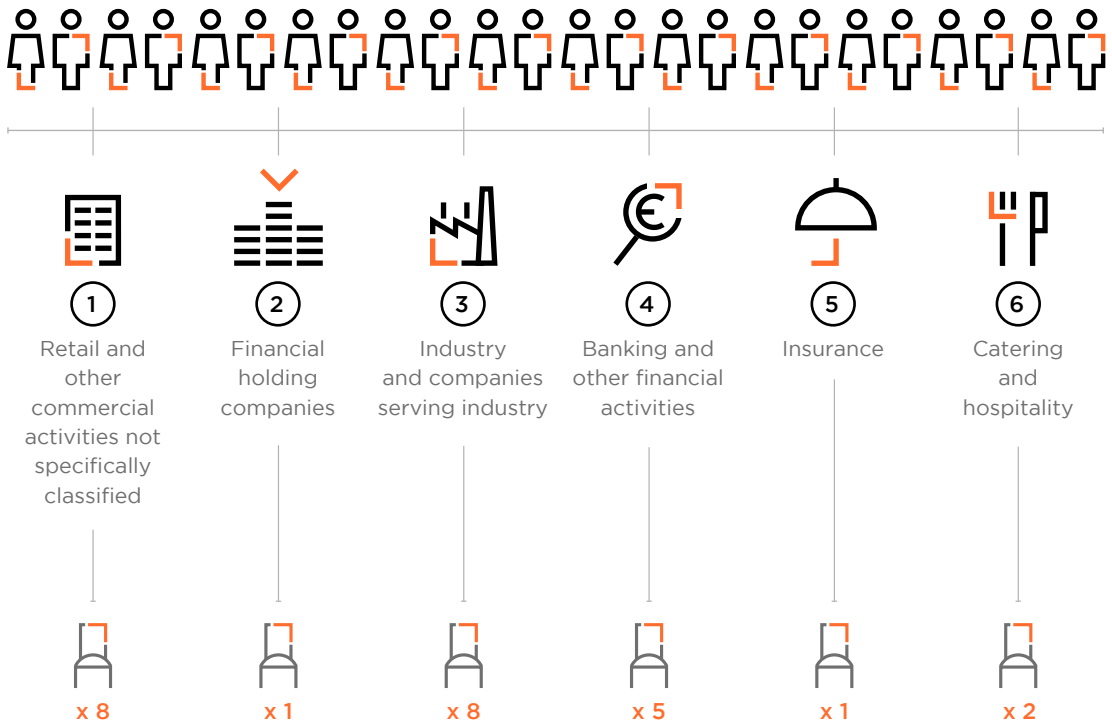 1
Retail and
other
commercial
activities not
specifically
classified
x 8
2
Financial
holding
companies
x 1
3
Industry
and companies
serving industry
x 8
4
Banking and
other financial
activities
x 5
5
Insurance
x 1
6
Catering
and
hospitality
x 2